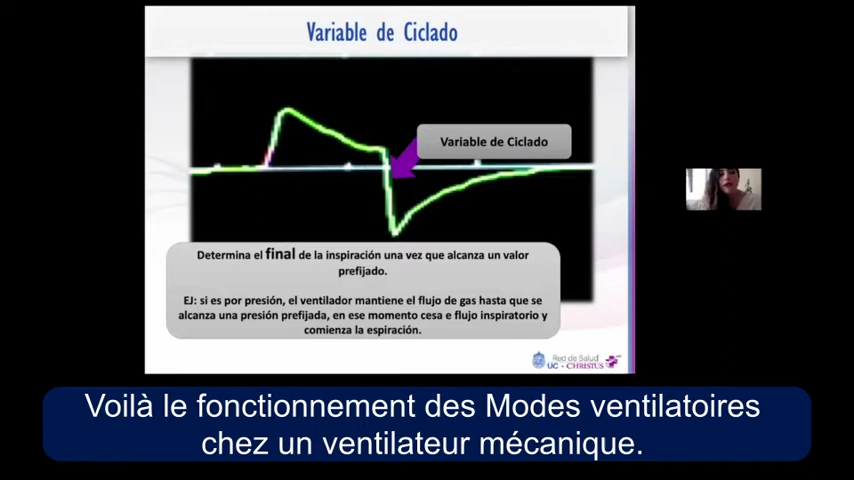 Variable de Ciclado
Variable de Ciclado
Determina el final de la inspiración una vez que alcanza un valor
prefijado.
EJ: si es por presión, el ventilador mantiene el flujo de gas hasta que se
alcanza una presión prefijada, en ese momento cesa e flujo inspiratorio y
comienza la espiración.
Red de Salud
UC - CHRISTUS
Voilà le fonctionnement des Modes ventilatoires
chez un ventilateur mécanique.